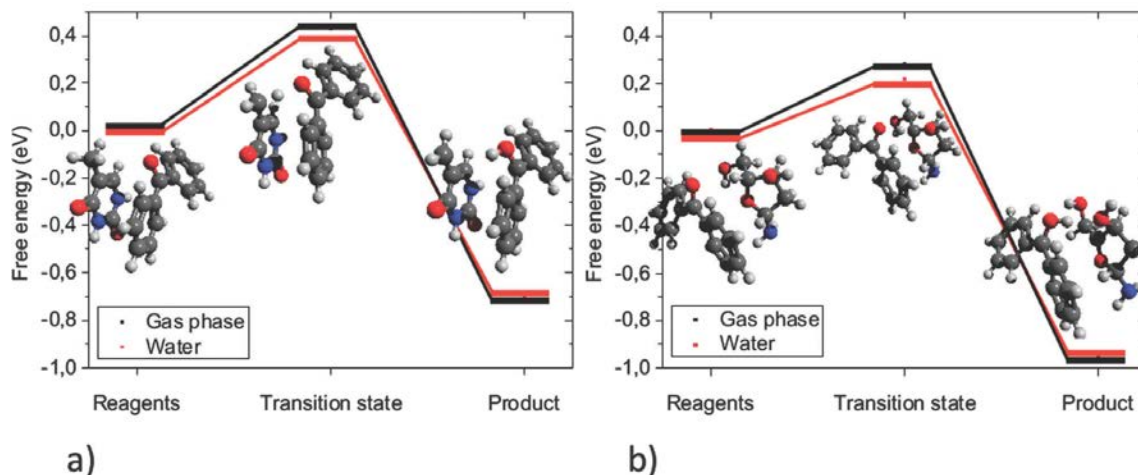 0,4
0,2
0,0
-0,2
-0,4
-0,6
-0,8
-1,0
Free energy (eV)
Gas phase
Water
Reagents Transition state Product
a)
0,4
0,2
0,0
-0,2
-0,4
-0,6
-0,8
-1,0
Free energy (eV)
Gas phase
Water
Reagents Transition state Product
b)